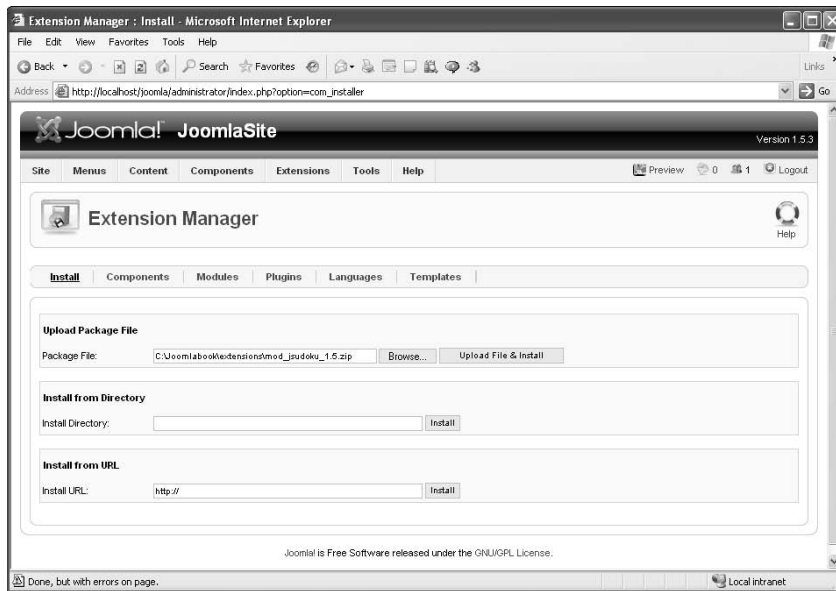 Extension Manager : Install - Microsoft Internet Explorer
File Edit View Favorites Tools Help
Back Search Favorites Links
Address http://localhost/joomla/administrator/index.php?option=com_installer Go
Joomla! JoomlaSite
Version 1.5.3
Site Menus Content Components Extensions Tools Help Preview 0 1 Logout
Extension Manager
Help
Install Components Modules Plugins Languages Templates
Upload Package File
Package File: C:\Joomlabook\extensions\mod_jsudoku_1.5.zip Browse... Upload File & Install
Install from Directory
Install Directory: Install
Install from URL
Install URL: http:// Install
Joomla! is Free Software released under the GNU/GPL License.
Done, but with errors on page. Local intranet